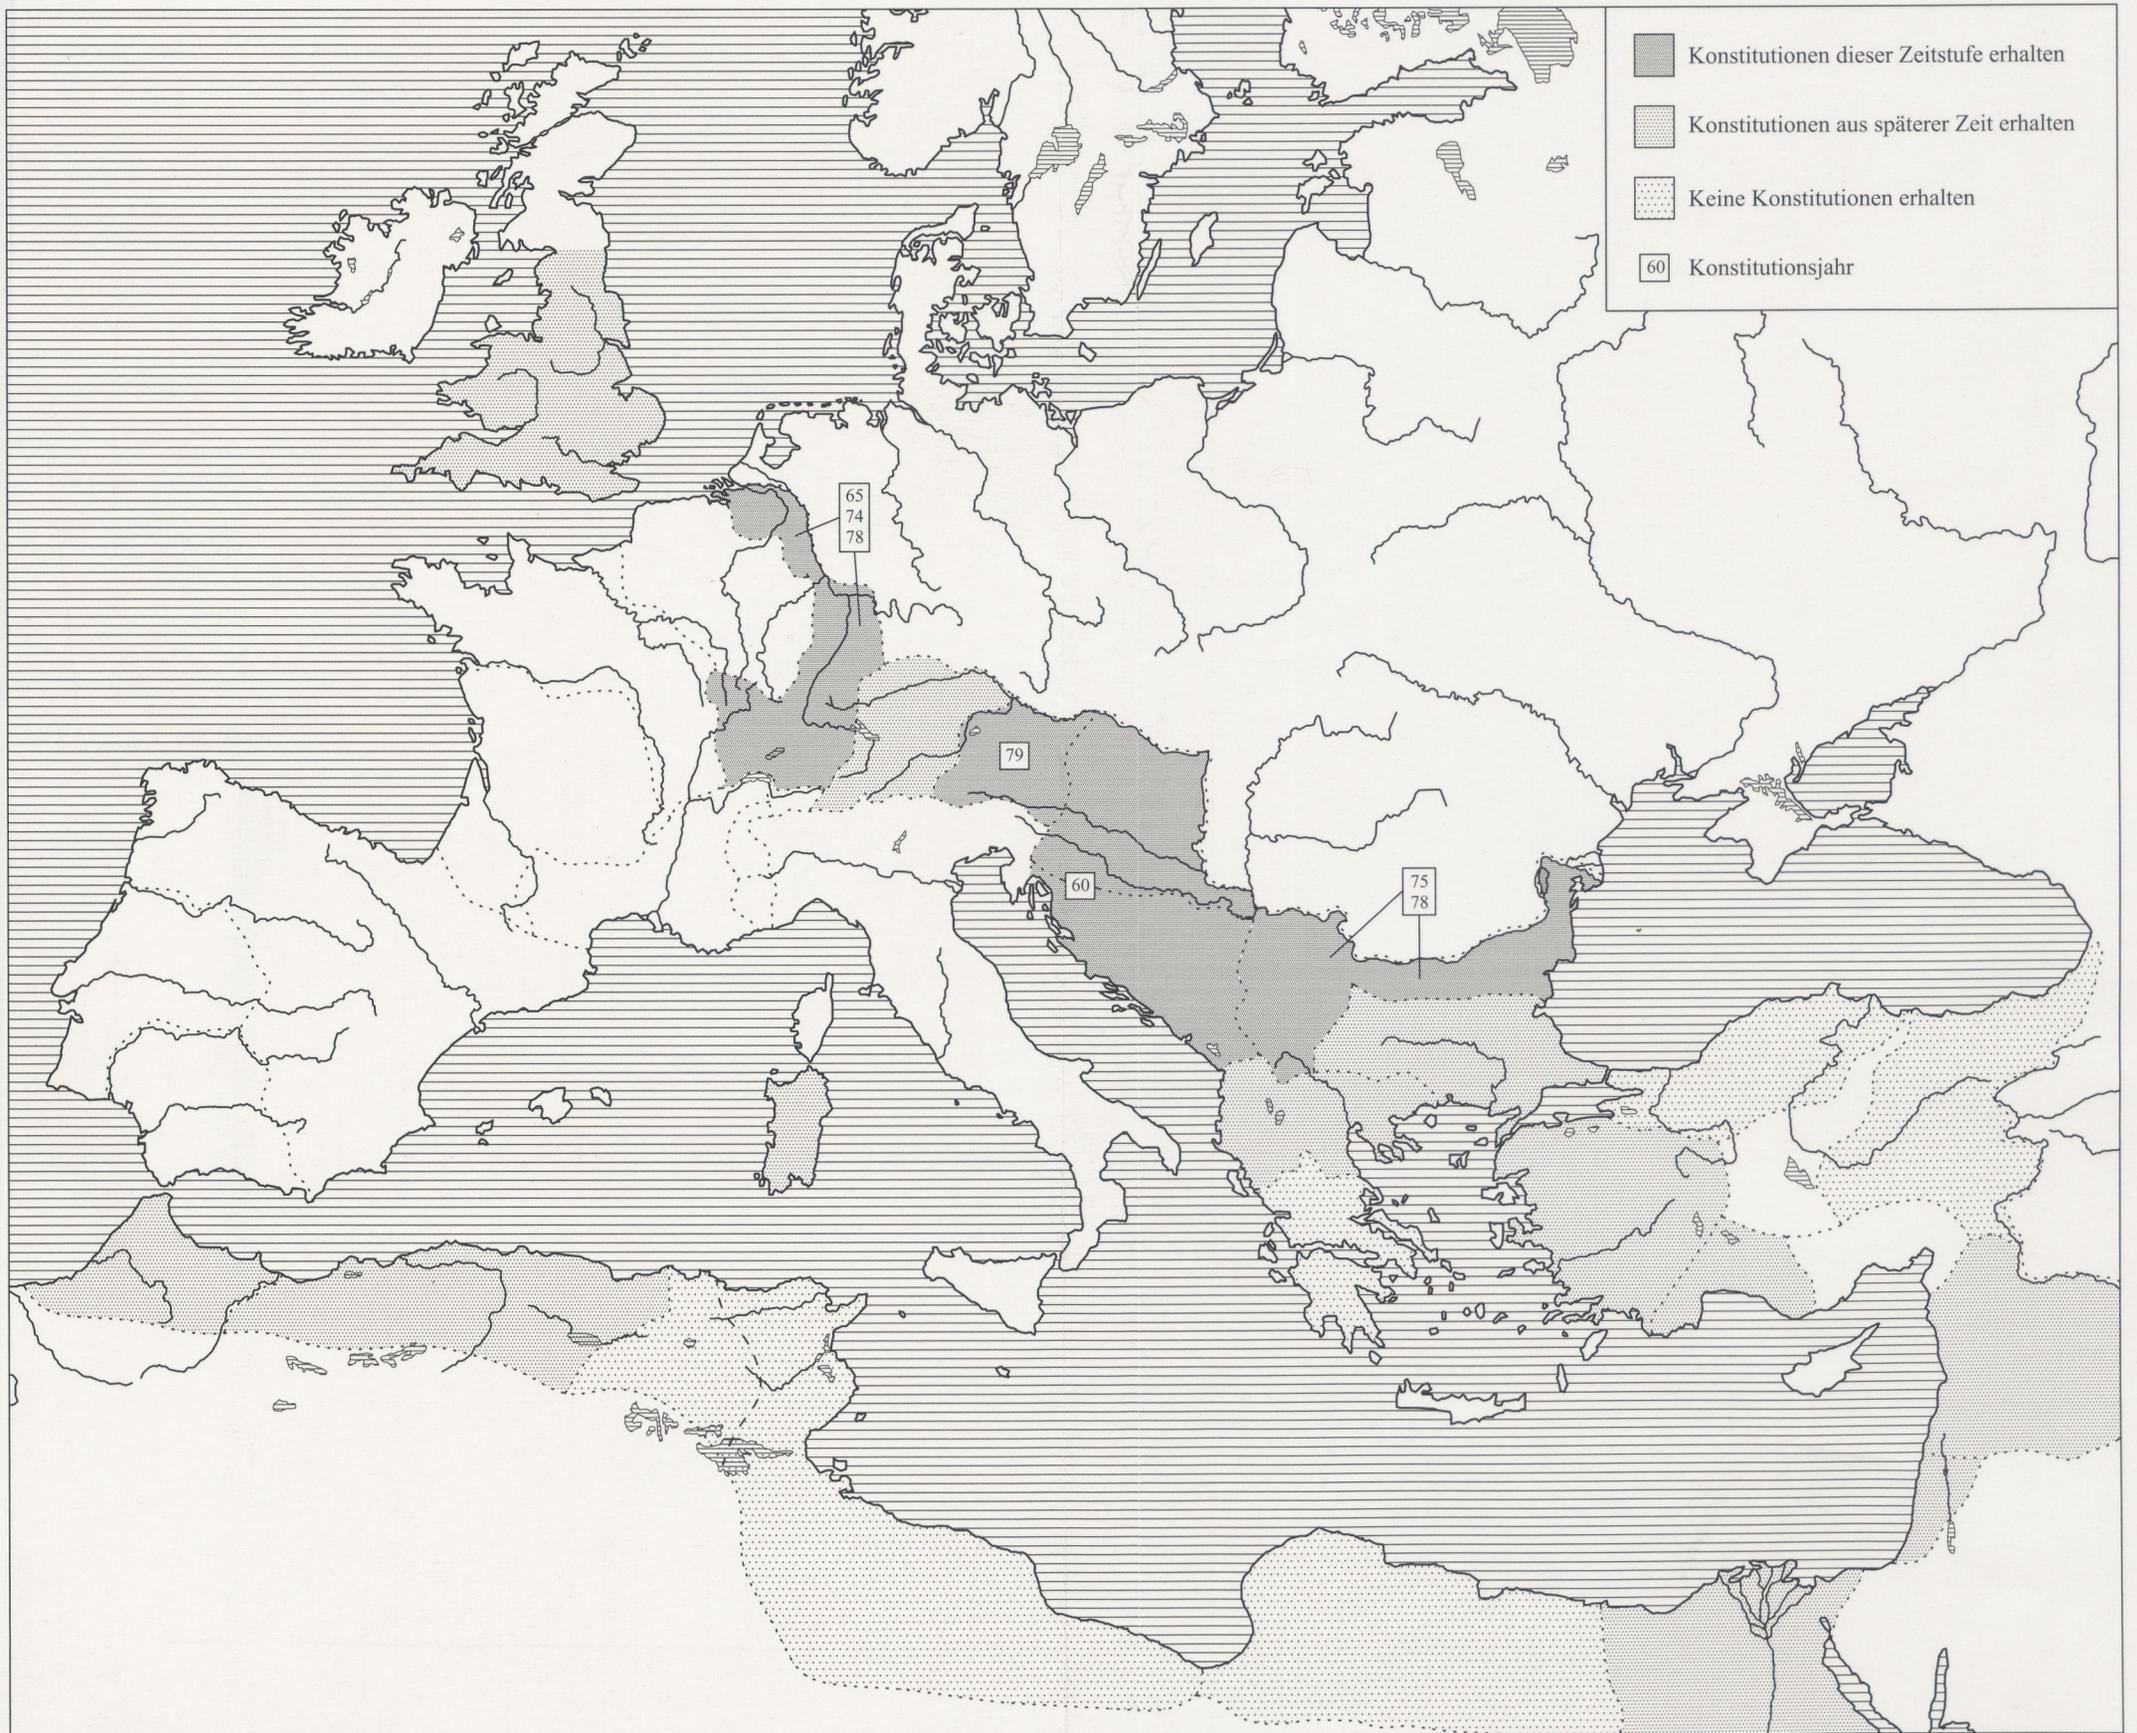 Konstitutionen dieser Zeitstufe erhalten
Konstitutionen aus späterer Zeit erhalten
Keine Konstitutionen erhalten
60 Konstitutionsjahr
65
74
78
79
60
75
78